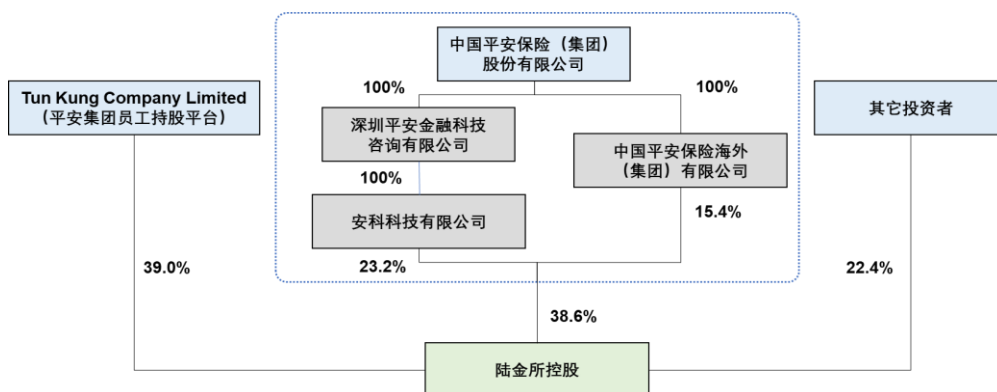 中国平安保险（集团）
股份有限公司
Tun Kung Company Limited
（平安集团员工持股平台）
其它投资者
100%
100%
深圳平安金融科技
咨询有限公司
中国平安保险海外
（集团）有限公司
100%
安科科技有限公司
15.4%
39.0%
23.2%
22.4%
38.6%
陆金所控股